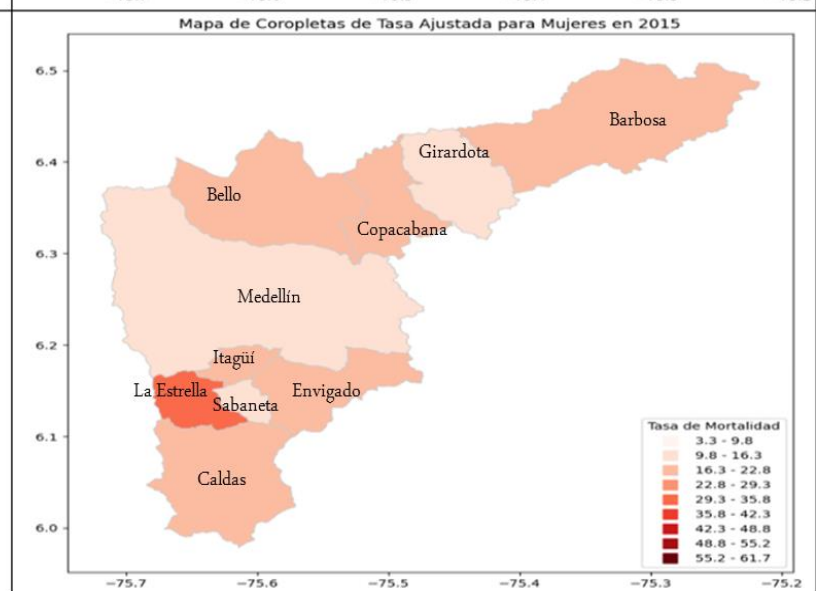 Mapa de Coropletas de Tasa Ajustada para Mujeres en 2015
6.5
Barbosa
Girardota
6.4
Bello
Copacabana
6.3
Medellín
6.2
Itagüí
La Estrella
Envigado
Sabaneta
6.1
Caldas
6.0
Tasa de Mortalidad
3.3 - 9.8
9.8 - 16.3
16.3 - 22.8
22.8 - 29.3
29.3 - 35.8
35.8 - 42.3
42.3 - 48.8
48.8 - 55.2
55.2 - 61.7
−75.7 −75.6 −75.5 −75.4 −75.3 −75.2